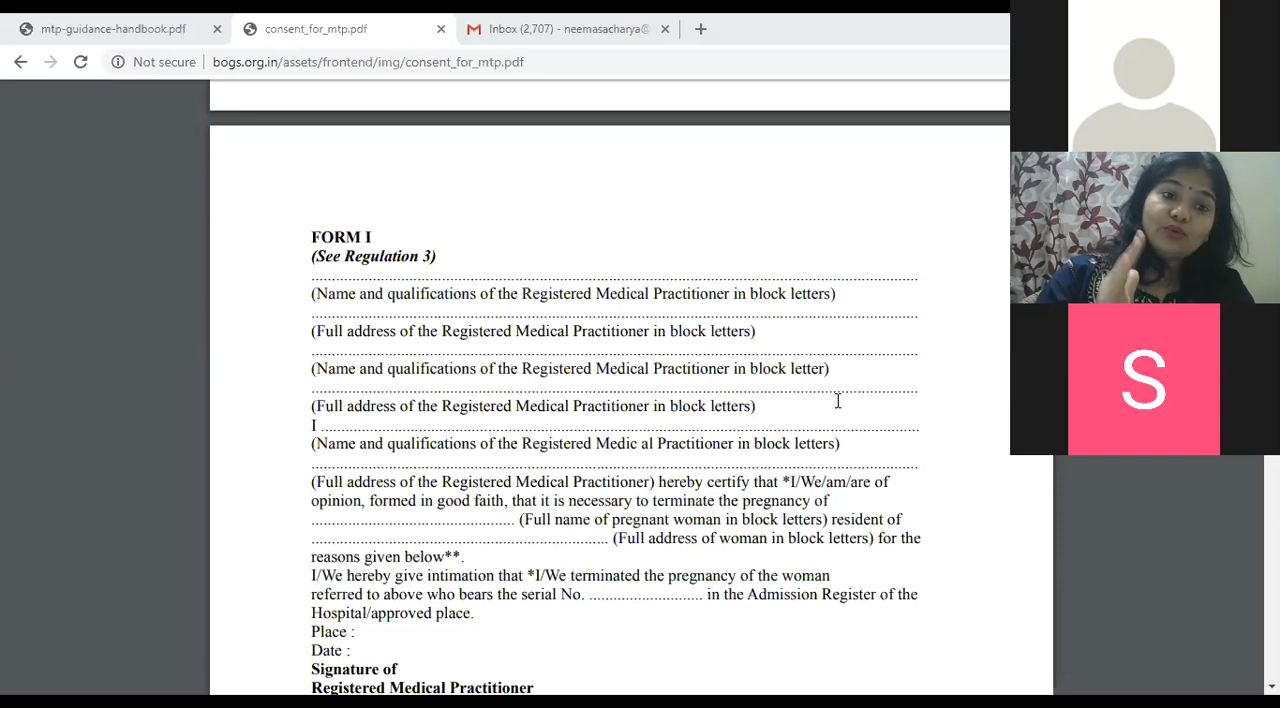 mtp-guidance-handbook.pdf
consent_for_mtp.pdf
Inbox (2,707) - neemasacharya@
Not secure
bogs.org.in/assets/frontend/img/consent_for_mtp.pdf
FORM I
(See Regulation 3)
................................................................................................................................................
(Name and qualifications of the Registered Medical Practitioner in block letters)
................................................................................................................................................
(Full address of the Registered Medical Practitioner in block letters)
................................................................................................................................................
(Name and qualifications of the Registered Medical Practitioner in block letter)
................................................................................................................................................
(Full address of the Registered Medical Practitioner in block letters)
I ..............................................................................................................................................
(Name and qualifications of the Registered Medic al Practitioner in block letters)
................................................................................................................................................
(Full address of the Registered Medical Practitioner) hereby certify that *I/We/am/are of
opinion, formed in good faith, that it is necessary to terminate the pregnancy of
.................................................. (Full name of pregnant woman in block letters) resident of
........................................................................ (Full address of woman in block letters) for the
reasons given below**.
I/We hereby give intimation that *I/We terminated the pregnancy of the woman
referred to above who bears the serial No. ............................ in the Admission Register of the
Hospital/approved place.
Place :
Date :
Signature of
Registered Medical Practitioner
S